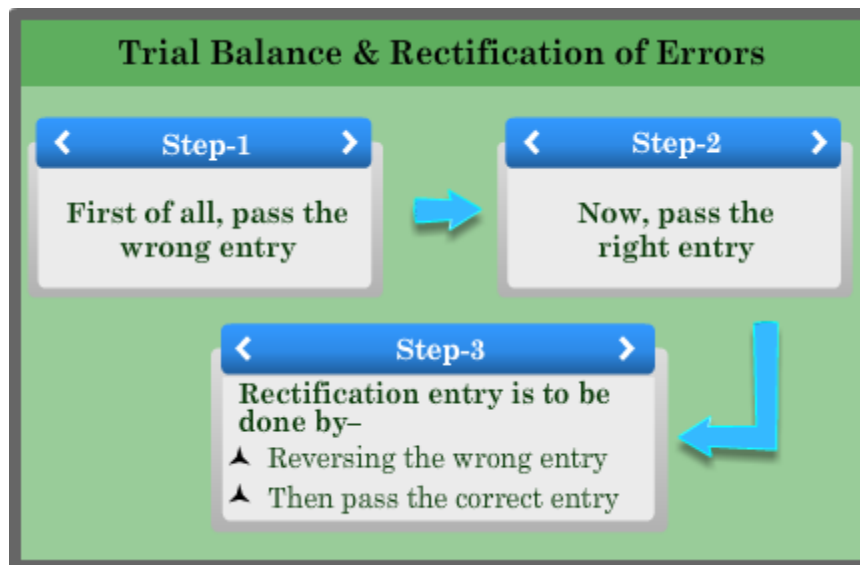 Trial Balance & Rectification of Errors
Step-1
First of all, pass the
wrong entry
Step-2
Now, pass the
right entry
Step-3
Rectification entry is to be
done by–
Reversing the wrong entry
Then pass the correct entry